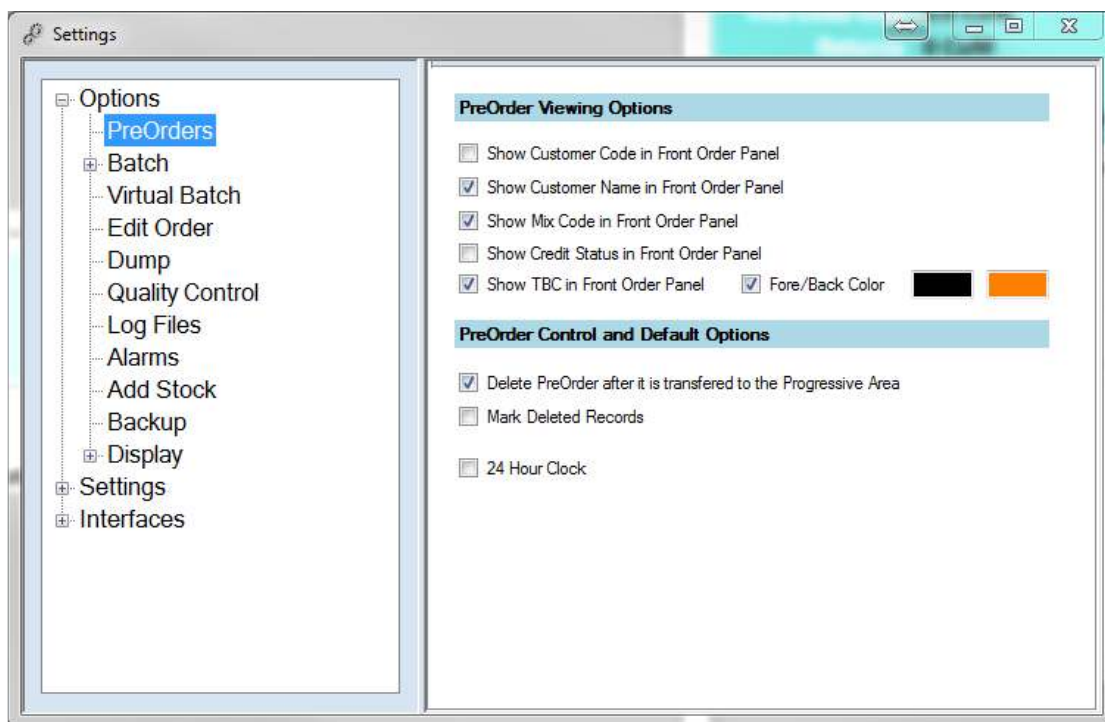 Settings
Options
PreOrders
Batch
Virtual Batch
Edit Order
Dump
Quality Control
Log Files
Alarms
Add Stock
Backup
Display
Settings
Interfaces
PreOrder Viewing Options
Show Customer Code in Front Order Panel
Show Customer Name in Front Order Panel
Show Mix Code in Front Order Panel
Show Credit Status in Front Order Panel
Show TBC in Front Order Panel Fore/Back Color
PreOrder Control and Default Options
Delete PreOrder after it is transfered to the Progressive Area
Mark Deleted Records
24 Hour Clock